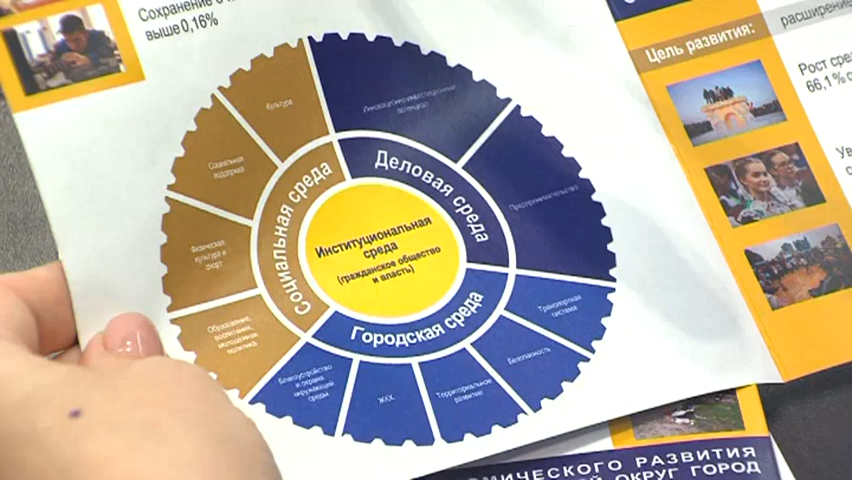 Сохранение
выше 0,16%
Культура
Социальная
поддержка
Физическая
культура и
спорт
Образование,
воспитание,
молодежная
политика
Социальная среда
Инновационно-инвестиционный
потенциал
Предпринимательство
Деловая среда
Институциональная
среда
(гражданское общество
и власть)
Городская среда
Благоустройство
и охрана
окружающей
среды
ЖКХ
Территориальное
развитие
Безопасность
Транспортная
система
Цель развития:
расширение
Рост
66,1%
РАЗВИТИЯ
ОКРУГ ГОРОД